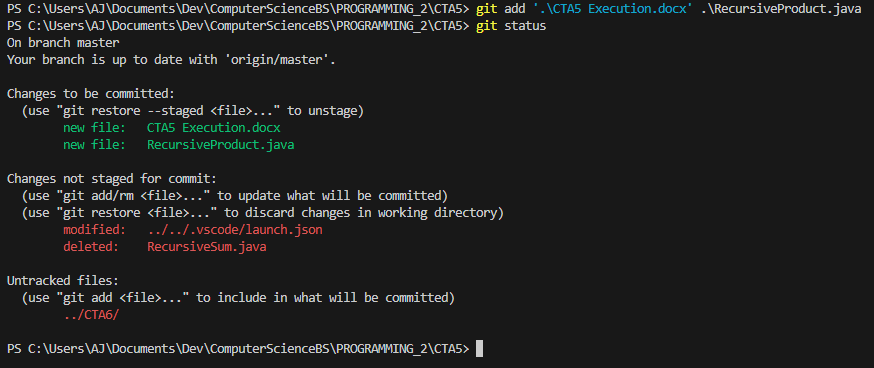 PS C:\Users\AJ\Documents\Dev\ComputerScienceBS\PROGRAMMING_2\CTA5> git add '.\CTA5 Execution.docx' .\RecursiveProduct.java
PS C:\Users\AJ\Documents\Dev\ComputerScienceBS\PROGRAMMING_2\CTA5> git status
On branch master
Your branch is up to date with 'origin/master'.

Changes to be committed:
  (use "git restore --staged <file>..." to unstage)
        new file:   CTA5 Execution.docx
        new file:   RecursiveProduct.java

Changes not staged for commit:
  (use "git add/rm <file>..." to update what will be committed)
  (use "git restore <file>..." to discard changes in working directory)
        modified:   ../../.vscode/launch.json
        deleted:    RecursiveSum.java

Untracked files:
  (use "git add <file>..." to include in what will be committed)
        ../CTA6/

PS C:\Users\AJ\Documents\Dev\ComputerScienceBS\PROGRAMMING_2\CTA5>